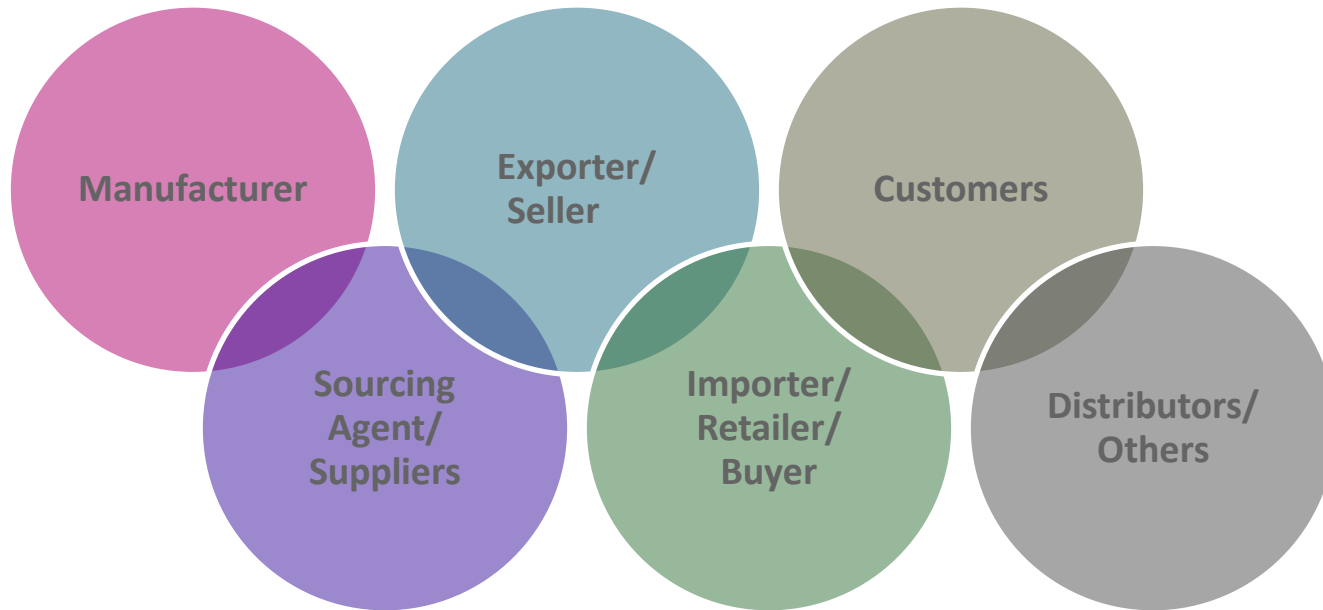 Manufacturer
Exporter/
Seller
Customers
Sourcing
Agent/
Suppliers
Importer/
Retailer/
Buyer
Distributors/
Others